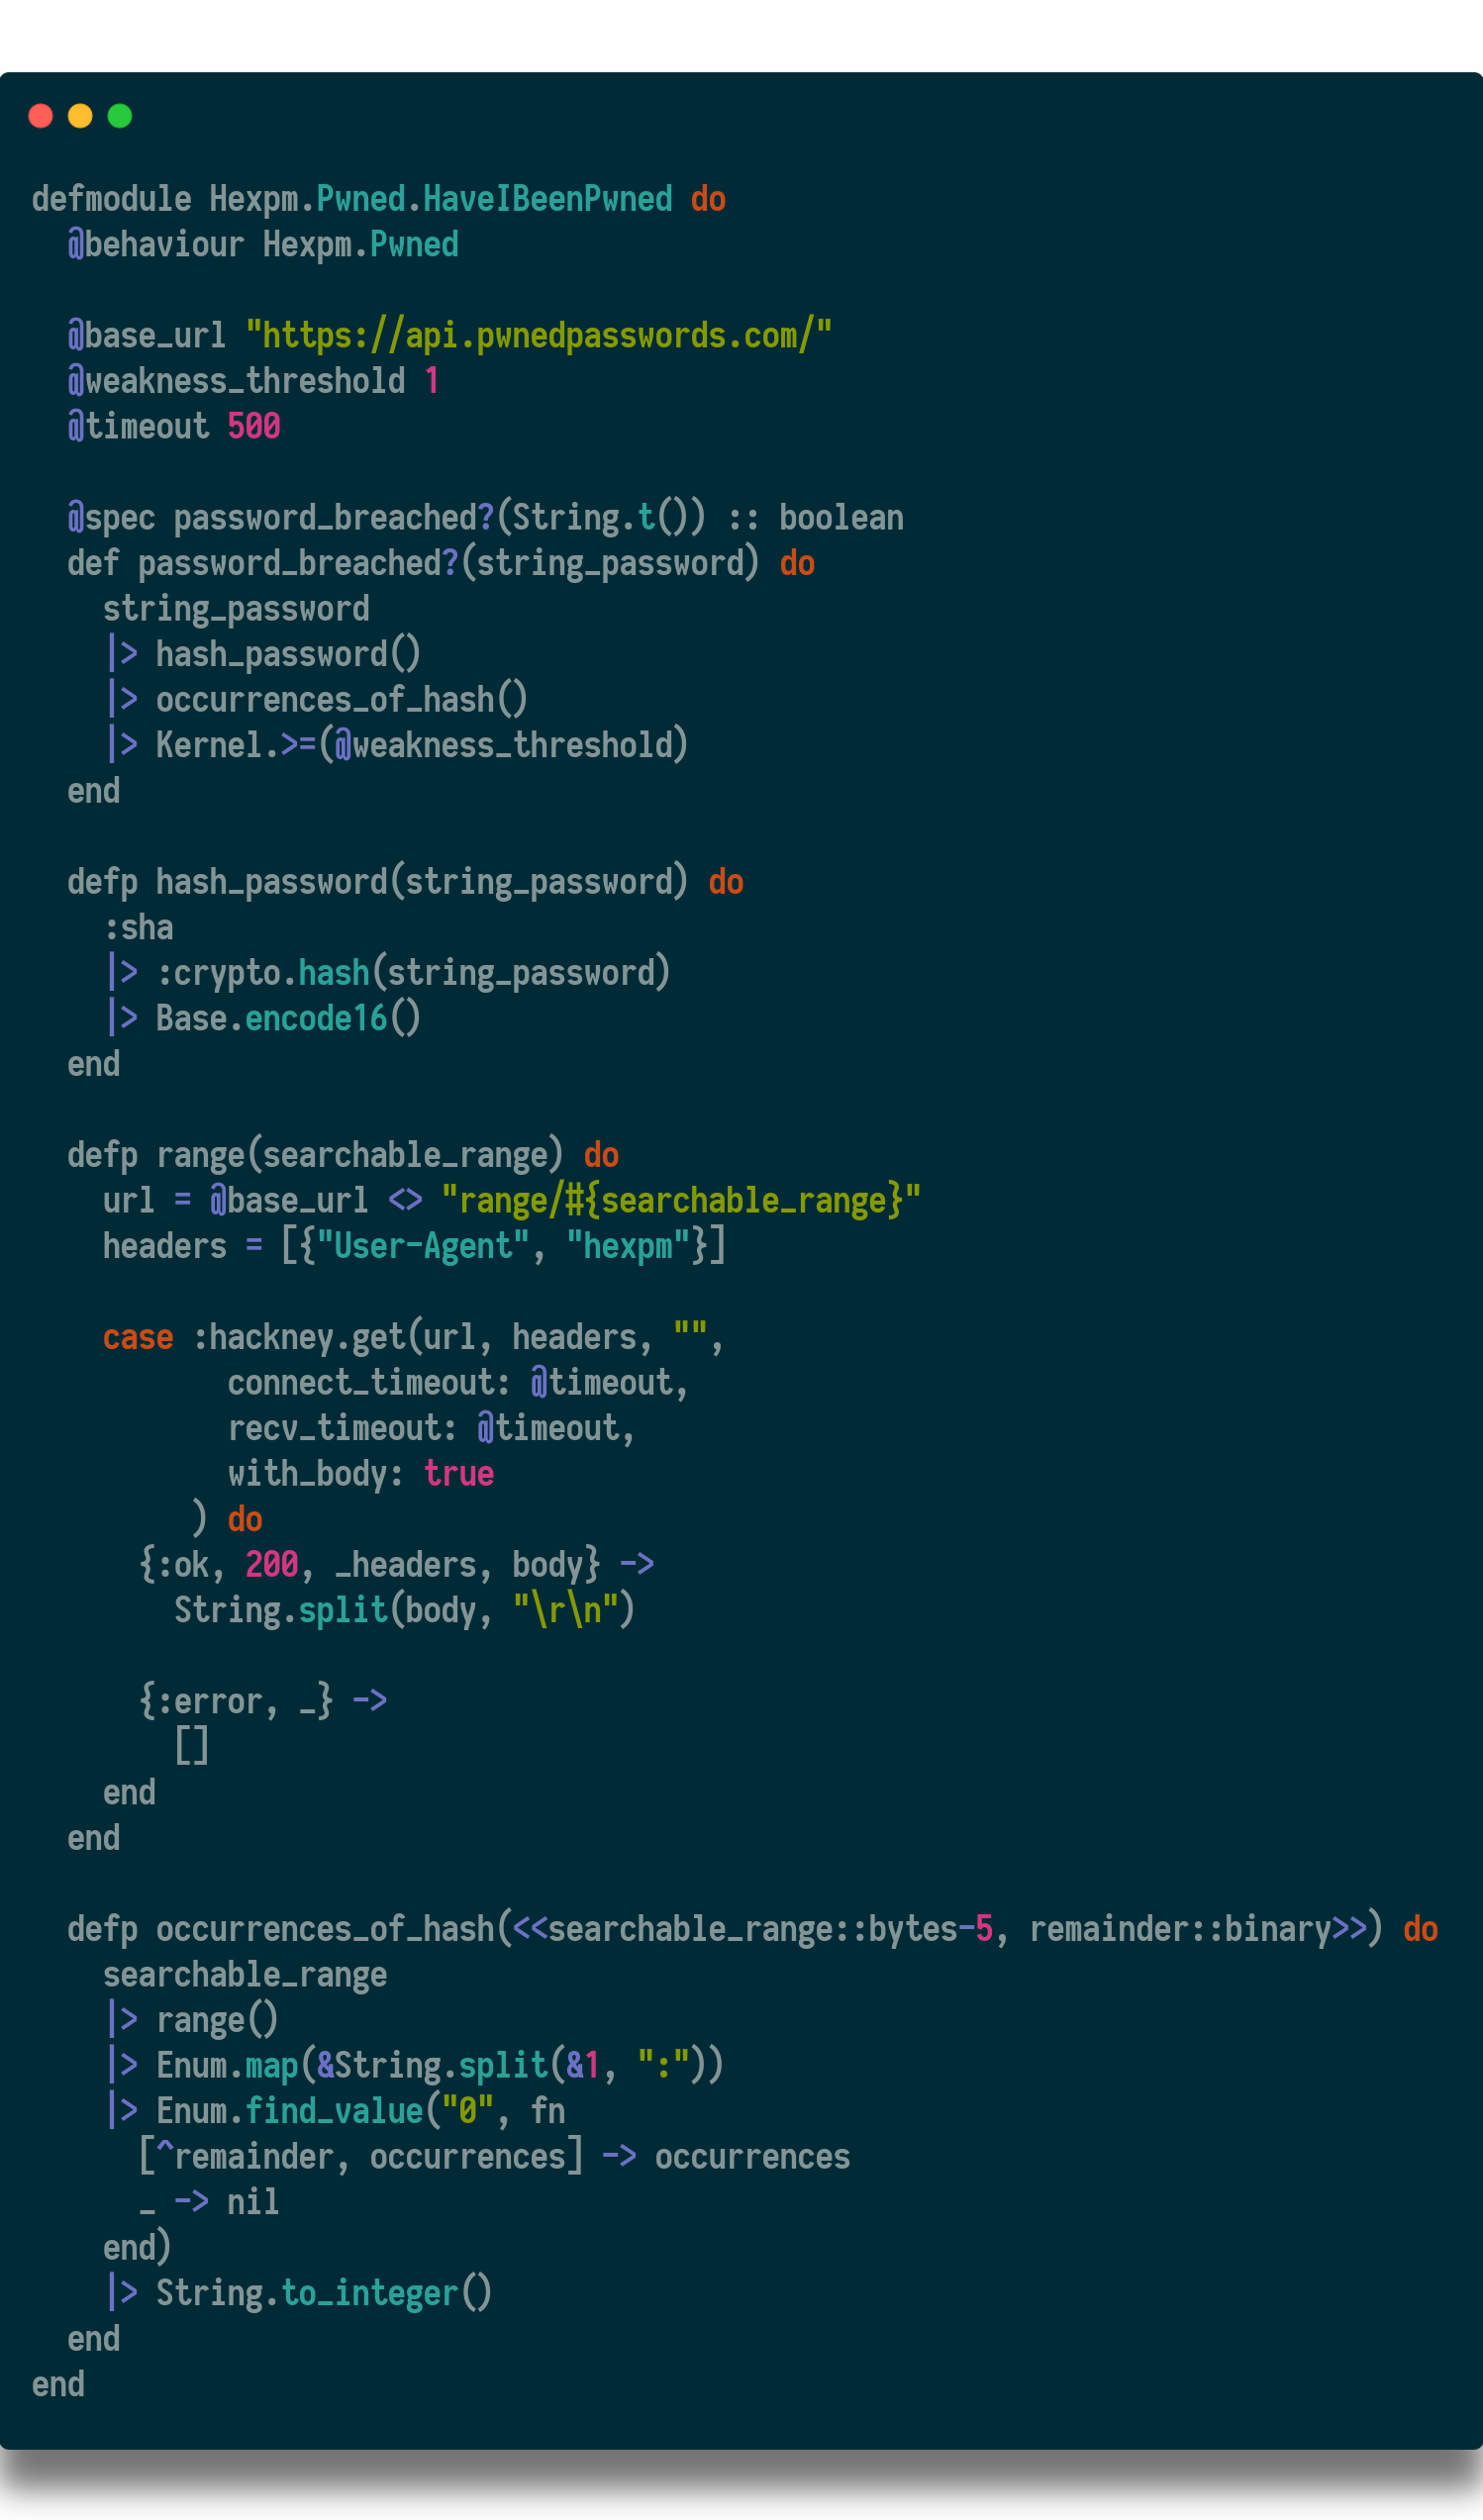 defmodule Hexpm.Pwned.HaveIBeenPwned do
  @behaviour Hexpm.Pwned

  @base_url "https://api.pwnedpasswords.com/"
  @weakness_threshold 1
  @timeout 500

  @spec password_breached?(String.t()) :: boolean
  def password_breached?(string_password) do
    string_password
    |> hash_password()
    |> occurrences_of_hash()
    |> Kernel.>=(@weakness_threshold)
  end

  defp hash_password(string_password) do
    :sha
    |> :crypto.hash(string_password)
    |> Base.encode16()
  end

  defp range(searchable_range) do
    url = @base_url <> "range/#{searchable_range}"
    headers = [{"User-Agent", "hexpm"}]

    case :hackney.get(url, headers, "",
           connect_timeout: @timeout,
           recv_timeout: @timeout,
           with_body: true
         ) do
      {:ok, 200, _headers, body} ->
        String.split(body, "\r\n")

      {:error, _} ->
        []
    end
  end

  defp occurrences_of_hash(<<searchable_range::bytes-5, remainder::binary>>) do
    searchable_range
    |> range()
    |> Enum.map(&String.split(&1, ":"))
    |> Enum.find_value("0", fn
      [^remainder, occurrences] -> occurrences
      _ -> nil
    end)
    |> String.to_integer()
  end
end